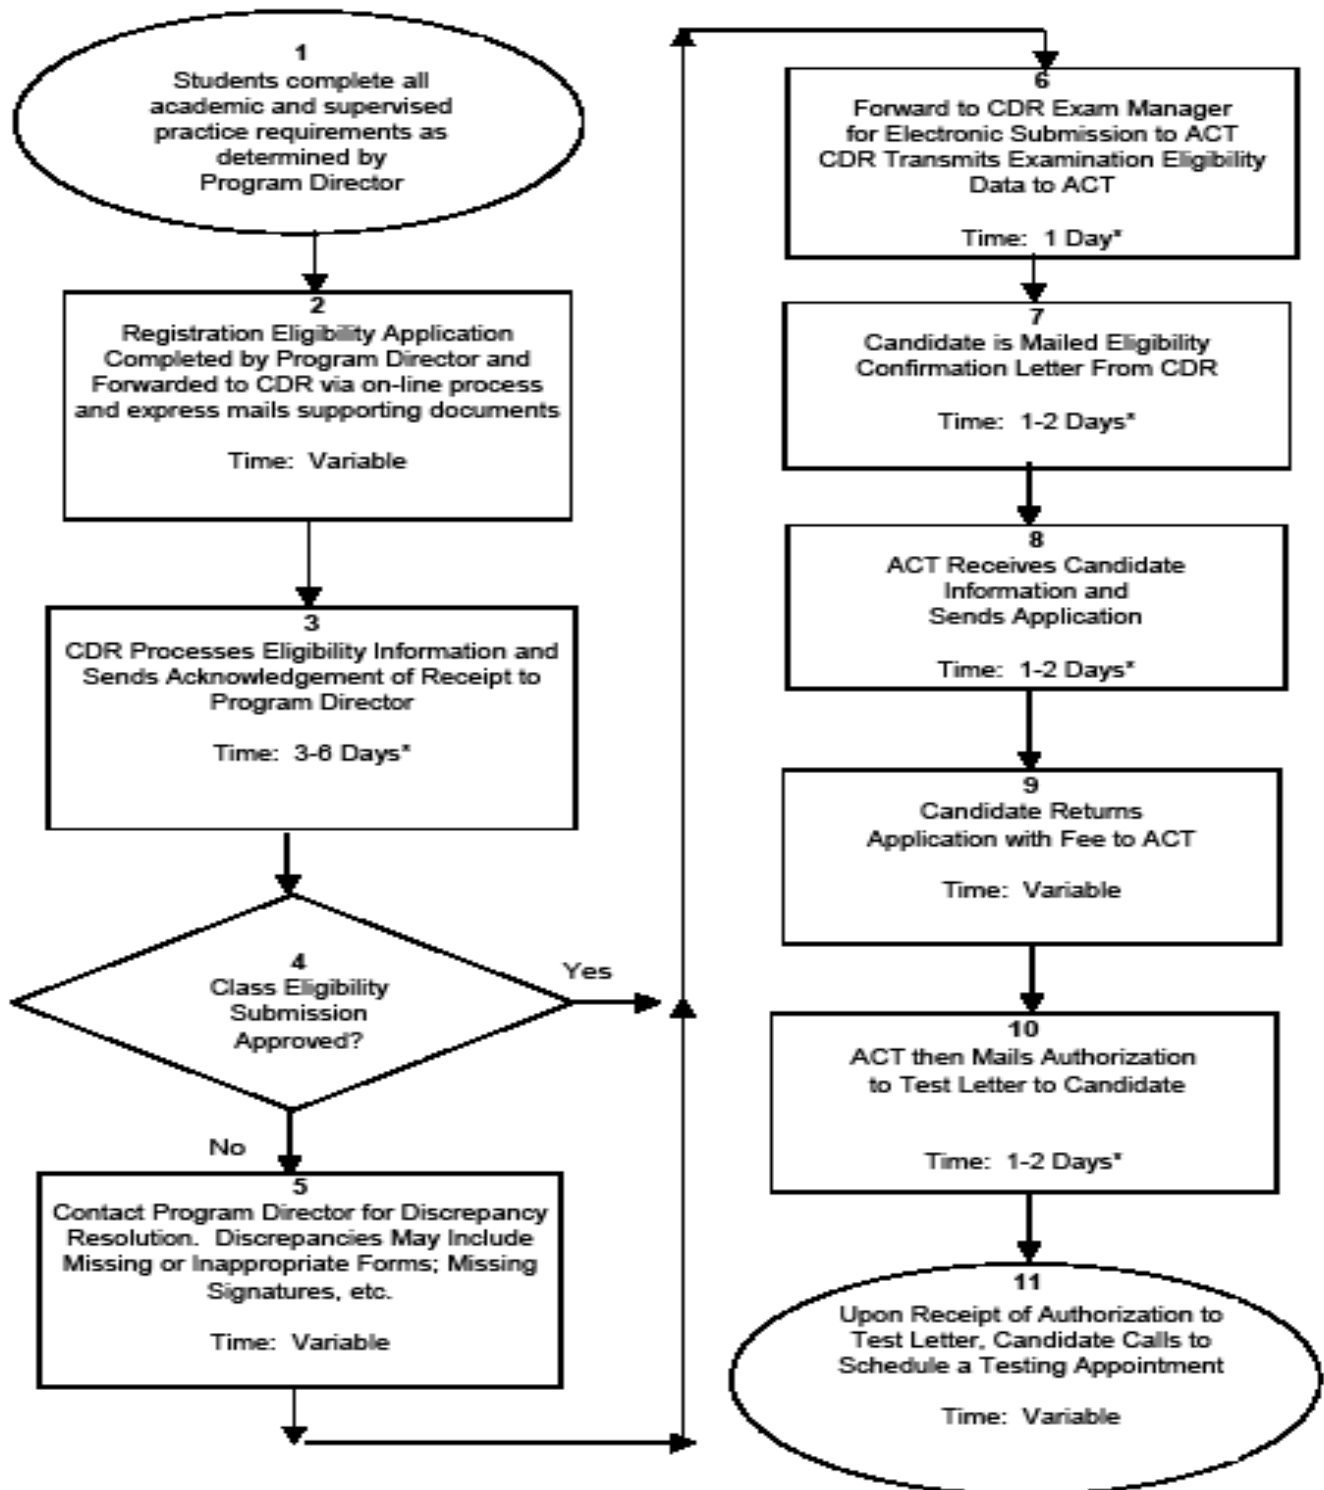 1
Students complete all
academic and supervised
practice requirements as
determined by
Program Director
2
Registration Eligibility Application
Completed by Program Director and
Forwarded to CDR via on-line process
and express mails supporting documents
Time: Variable
3
CDR Processes Eligibility Information and
Sends Acknowledgement of Receipt to
Program Director
Time: 3-6 Days*
4
Class Eligibility
Submission
Approved?
Yes
No
5
Contact Program Director for Discrepancy
Resolution. Discrepancies May Include
Missing or Inappropriate Forms; Missing
Signatures, etc.
Time: Variable
6
Forward to CDR Exam Manager
for Electronic Submission to ACT
CDR Transmits Examination Eligibility
Data to ACT
Time: 1 Day*
7
Candidate is Mailed Eligibility
Confirmation Letter From CDR
Time: 1-2 Days*
8
ACT Receives Candidate
Information and
Sends Application
Time: 1-2 Days*
9
Candidate Returns
Application with Fee to ACT
Time: Variable
10
ACT then Mails Authorization
to Test Letter to Candidate
Time: 1-2 Days*
11
Upon Receipt of Authorization to
Test Letter, Candidate Calls to
Schedule a Testing Appointment
Time: Variable